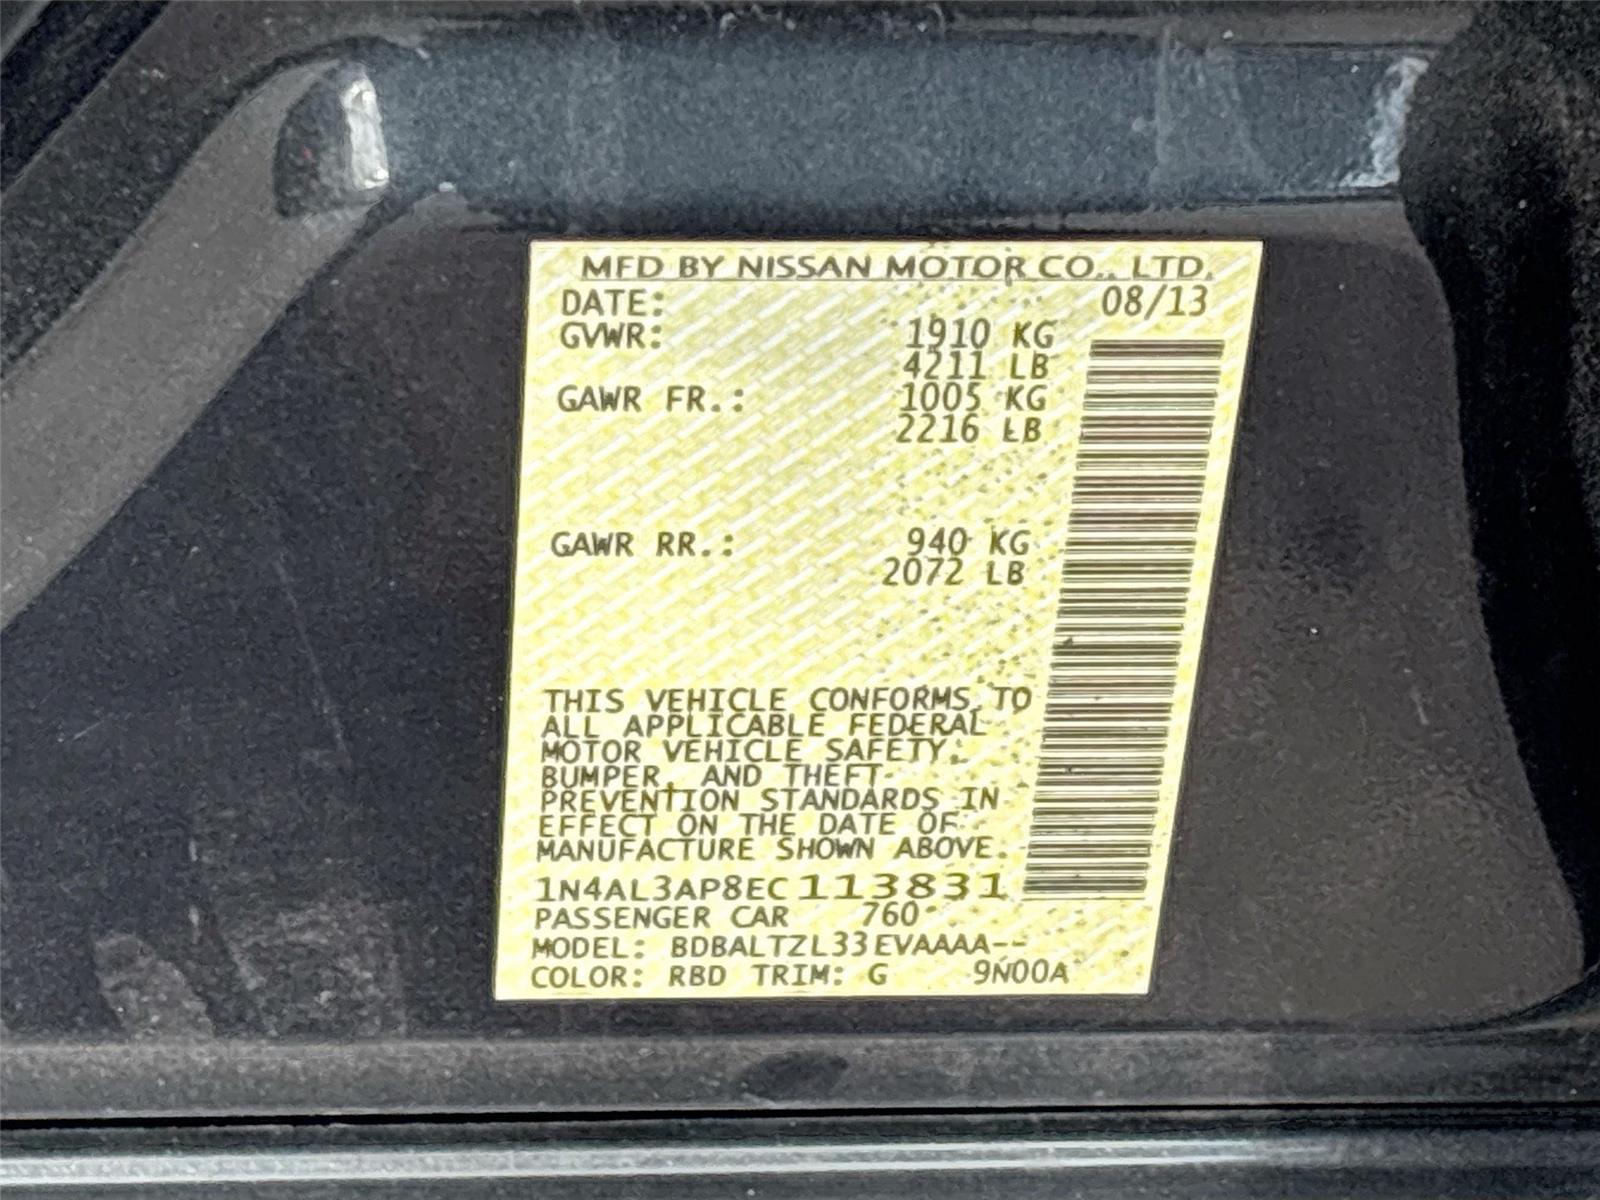 MFD BY NISSAN MOTOR CO., LTD.
DATE: 08/13
GVWR: 1910 KG
4211 LB
GAWR FR.: 1005 KG
2216 LB
GAWR RR.: 940 KG
2072 LB
THIS VEHICLE CONFORMS TO
ALL APPLICABLE FEDERAL
MOTOR VEHICLE SAFETY,
BUMPER, AND THEFT
PREVENTION STANDARDS IN
EFFECT ON THE DATE OF
MANUFACTURE SHOWN ABOVE.
1N4AL3AP8EC113831
PASSENGER CAR 760
MODEL: BDBALTZL33EVAAAA--
COLOR: RBD TRIM: G 9N00A